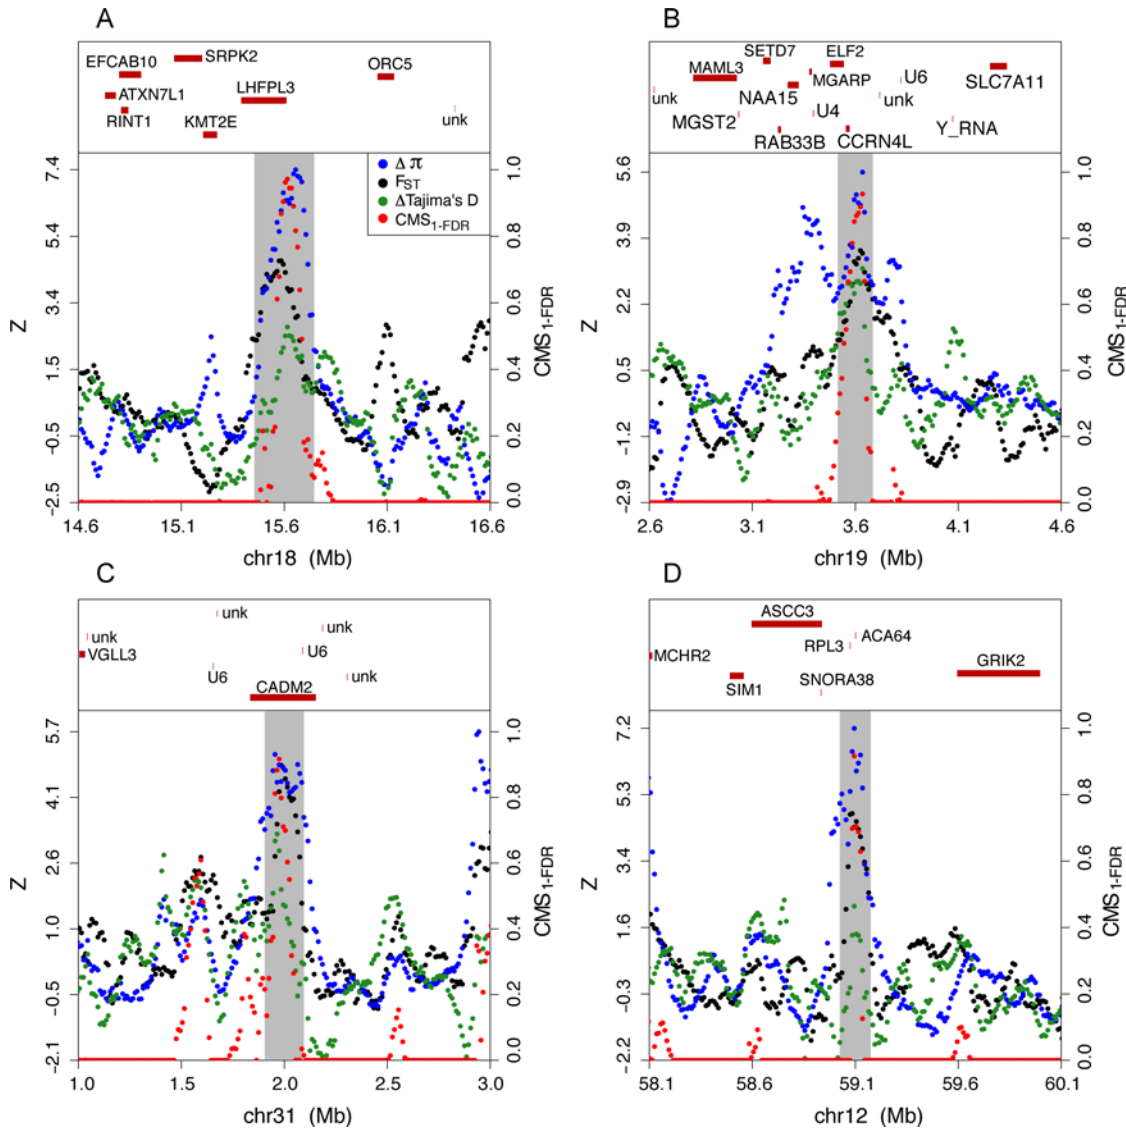 A
EFCAB10
SRPK2
ORC5
ATXN7L1
LHFPL3
RINT1
KMT2E
unk
Δ π
FST
ΔTajima's D
CMS1-FDR
7.4
5.4
3.4
1.5
−0.5
−2.5
Z
1.0
0.8
0.6
0.4
0.2
0.0
CMS1-FDR
14.6 15.1 15.6 16.1 16.6
chr18 (Mb)
B
SETD7 ELF2
MAML3 MGARP U6 SLC7A11
unk NAA15 unk
MGST2 U4 Y_RNA
RAB33B CCRN4L
5.6
3.9
2.2
0.5
−1.2
−2.9
Z
1.0
0.8
0.6
0.4
0.2
0.0
CMS1-FDR
2.6 3.1 3.6 4.1 4.6
chr19 (Mb)
C
unk
unk unk
VGLL3 U6
U6 unk
CADM2
5.7
4.1
2.6
1.0
−0.5
−2.1
Z
1.0
0.8
0.6
0.4
0.2
0.0
CMS1-FDR
1.0 1.5 2.0 2.5 3.0
chr31 (Mb)
D
ASCC3
RPL3 ACA64
MCHR2 GRIK2
SIM1 SNORA38
7.2
5.3
3.4
1.6
−0.3
−2.2
Z
1.0
0.8
0.6
0.4
0.2
0.0
CMS1-FDR
58.1 58.6 59.1 59.6 60.1
chr12 (Mb)